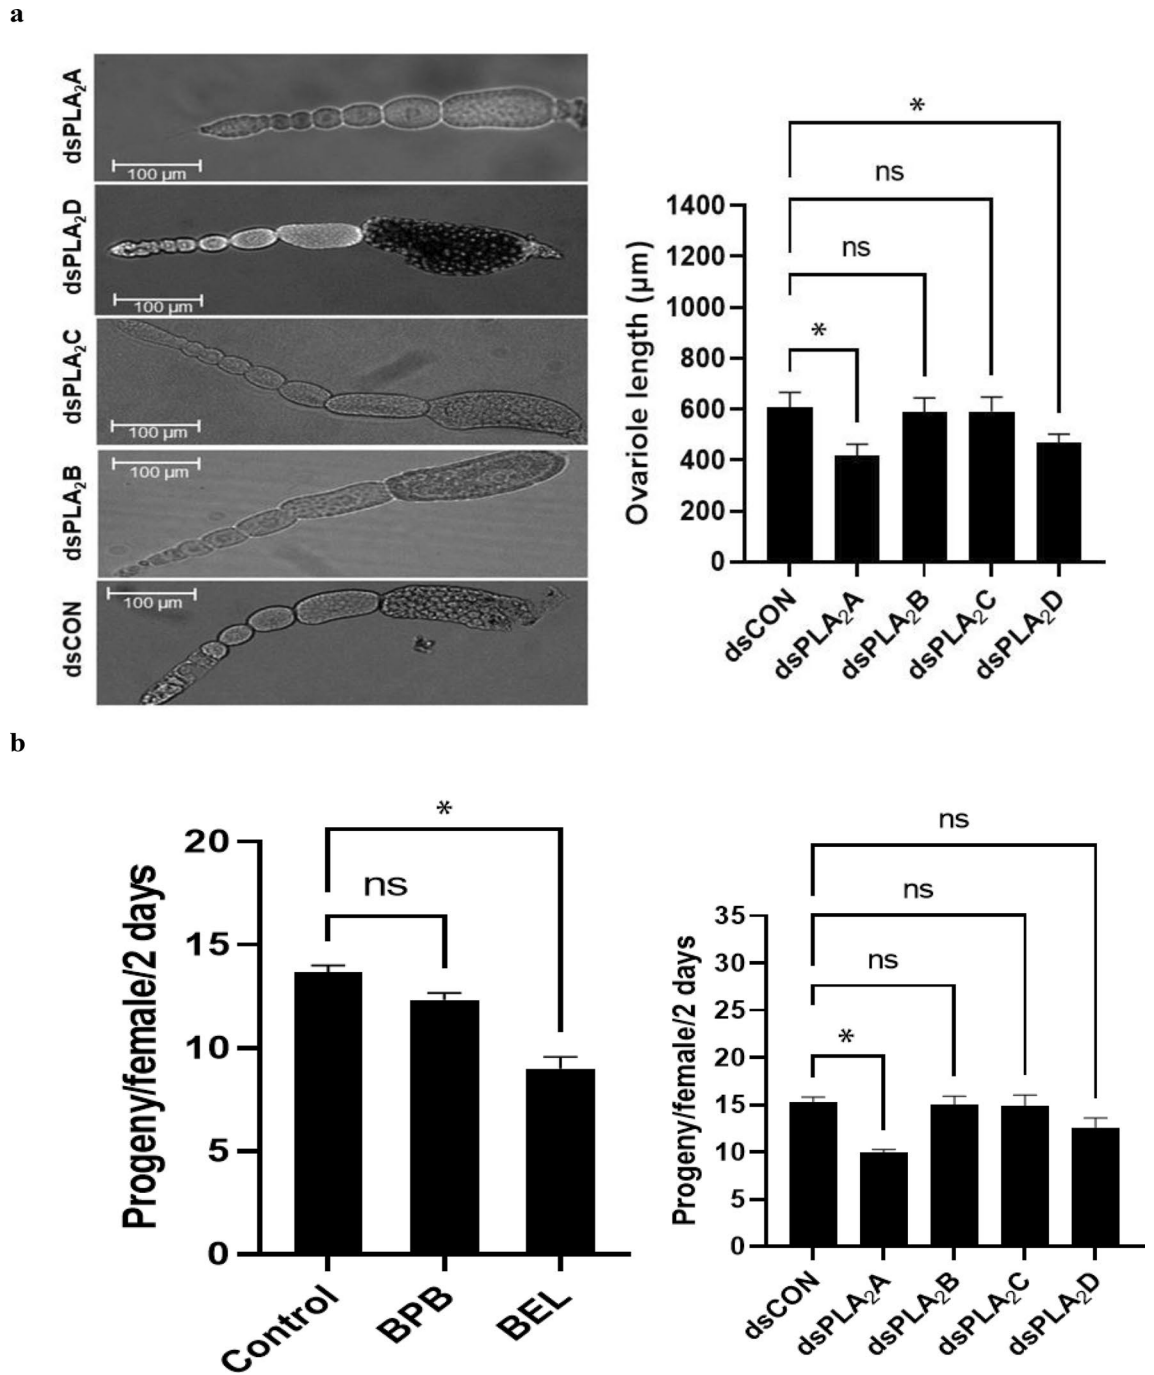 a
dsPLA₂A
100 µm
dsPLA₂D
100 µm
dsPLA₂C
100 µm
dsPLA₂B
100 µm
dsCON
100 µm
*
ns
ns
*
Ovariole length (µm)
1400
1200
1000
800
600
400
200
0
dsCON
dsPLA₂A
dsPLA₂B
dsPLA₂C
dsPLA₂D
b
*
ns
Progeny/female/2 days
20
15
10
5
0
Control
BPB
BEL
ns
ns
ns
*
Progeny/female/2 days
35
30
25
20
15
10
5
0
dsCON
dsPLA₂A
dsPLA₂B
dsPLA₂C
dsPLA₂D